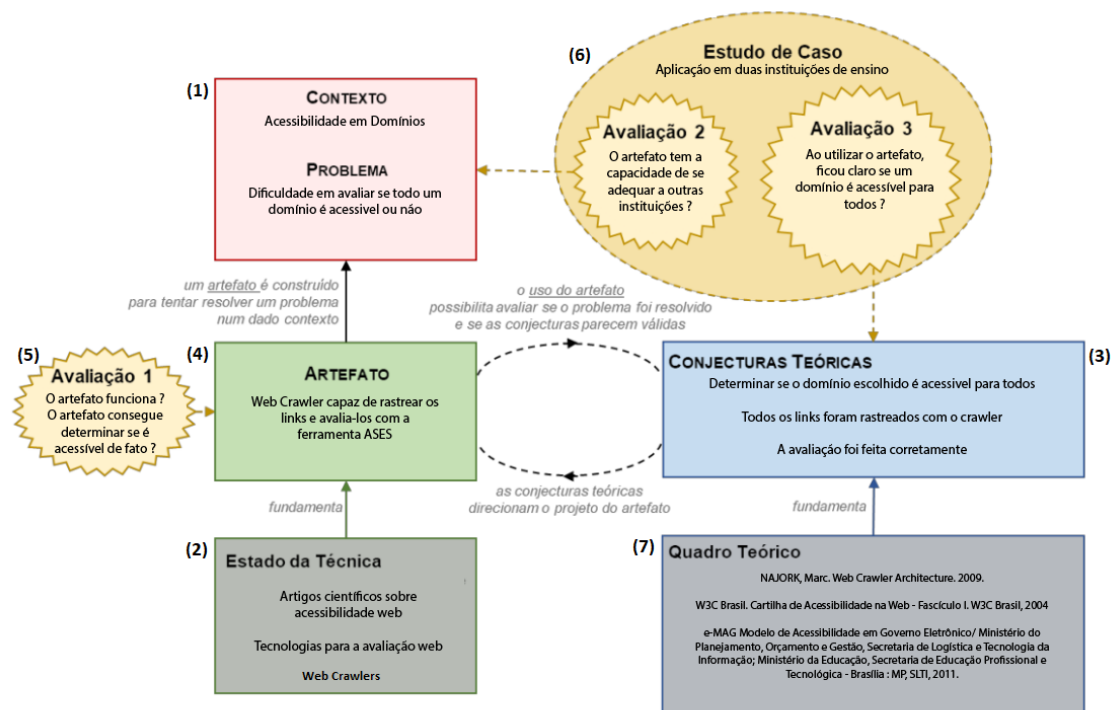 (1)
CONTEXTO
Acessibilidade em Domínios
PROBLEMA
Dificuldade em avaliar se todo um
domínio é acessivel ou náo
(6)
Estudo de Caso
Aplicação em duas instituições de ensino
Avaliação 2
O artefato tem a
capacidade de se
adequar a outras
instituições ?
Avaliação 3
Ao utilizar o artefato,
ficou claro se um
domínio é acessível para
todos ?
um artefato é construído
para tentar resolver um problema
num dado contexto
o uso do artefato
possibilita avaliar se o problema foi resolvido
e se as conjecturas parecem válidas
(5)
Avaliação 1
O artefato funciona ?
O artefato consegue
determinar se é
acessível de fato ?
(4)
ARTEFATO
Web Crawler capaz de rastrear os
links e avalia-los com a
ferramenta ASES
(3)
CONJECTURAS TEÓRICAS
Determinar se o domínio escolhido é acessivel para todos
Todos os links foram rastreados com o crawler
A avaliação foi feita corretamente
as conjecturas teóricas
direcionam o projeto do artefato
fundamenta
fundamenta
(2)
Estado da Técnica
Artigos científicos sobre
acessibilidade web
Tecnologias para a avaliação web
Web Crawlers
(7)
Quadro Teórico
NAJORK, Marc. Web Crawler Architecture. 2009.
W3C Brasil. Cartilha de Acessibilidade na Web - Fascículo I. W3C Brasil, 2004
e-MAG Modelo de Acessibilidade em Governo Eletrônico/ Ministério do
Planejamento, Orçamento e Gestão, Secretaria de Logística e Tecnologia da
Informação; Ministério da Educação, Secretaria de Educação Profissional e
Tecnológica - Brasília : MP, SLTI, 2011.